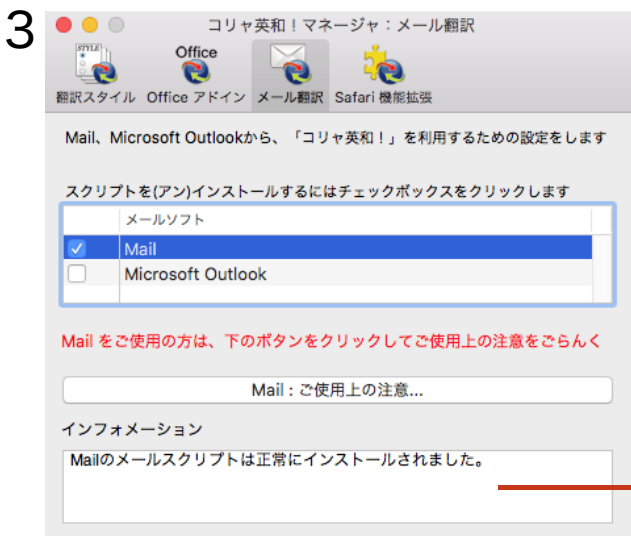 3
コリャ英和！マネージャ：メール翻訳
STYLE
Office
翻訳スタイル Office アドイン メール翻訳 Safari 機能拡張
Mail、Microsoft Outlookから、「コリャ英和！」を利用するための設定をします
スクリプトを(アン)インストールするにはチェックボックスをクリックします
メールソフト
Mail
Microsoft Outlook
Mail をご使用の方は、下のボタンをクリックしてご使用上の注意をごらんく
Mail : ご使用上の注意...
インフォメーション
Mailのメールスクリプトは正常にインストールされました。